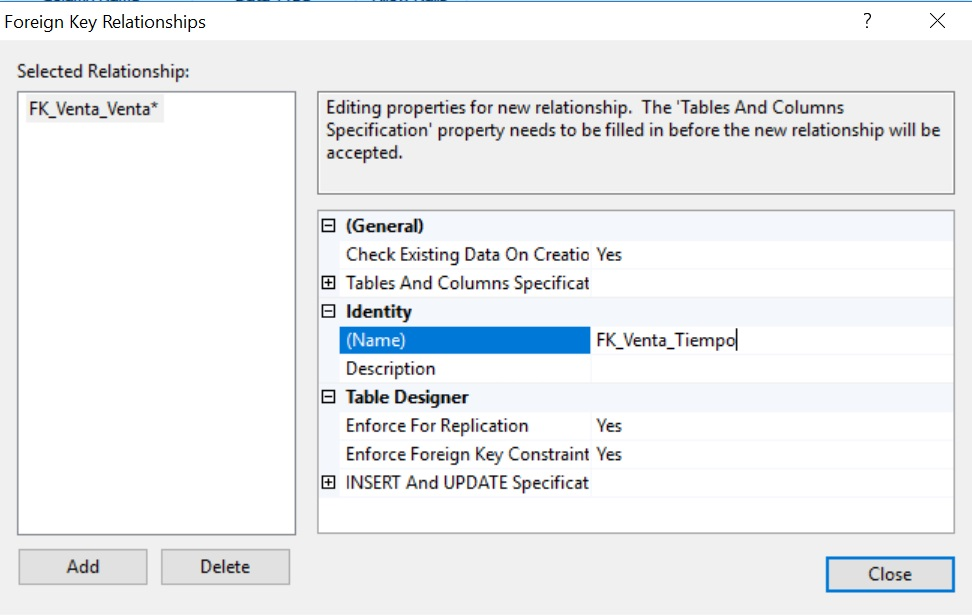 Foreign Key Relationships
Selected Relationship:
FK_Venta_Venta*
Editing properties for new relationship. The 'Tables And Columns
Specification' property needs to be filled in before the new relationship will be
accepted.
(General)
Check Existing Data On Creatio Yes
Tables And Columns Specificat
Identity
(Name) FK_Venta_Tiempo
Description
Table Designer
Enforce For Replication Yes
Enforce Foreign Key Constraint Yes
INSERT And UPDATE Specificat
Add Delete
Close